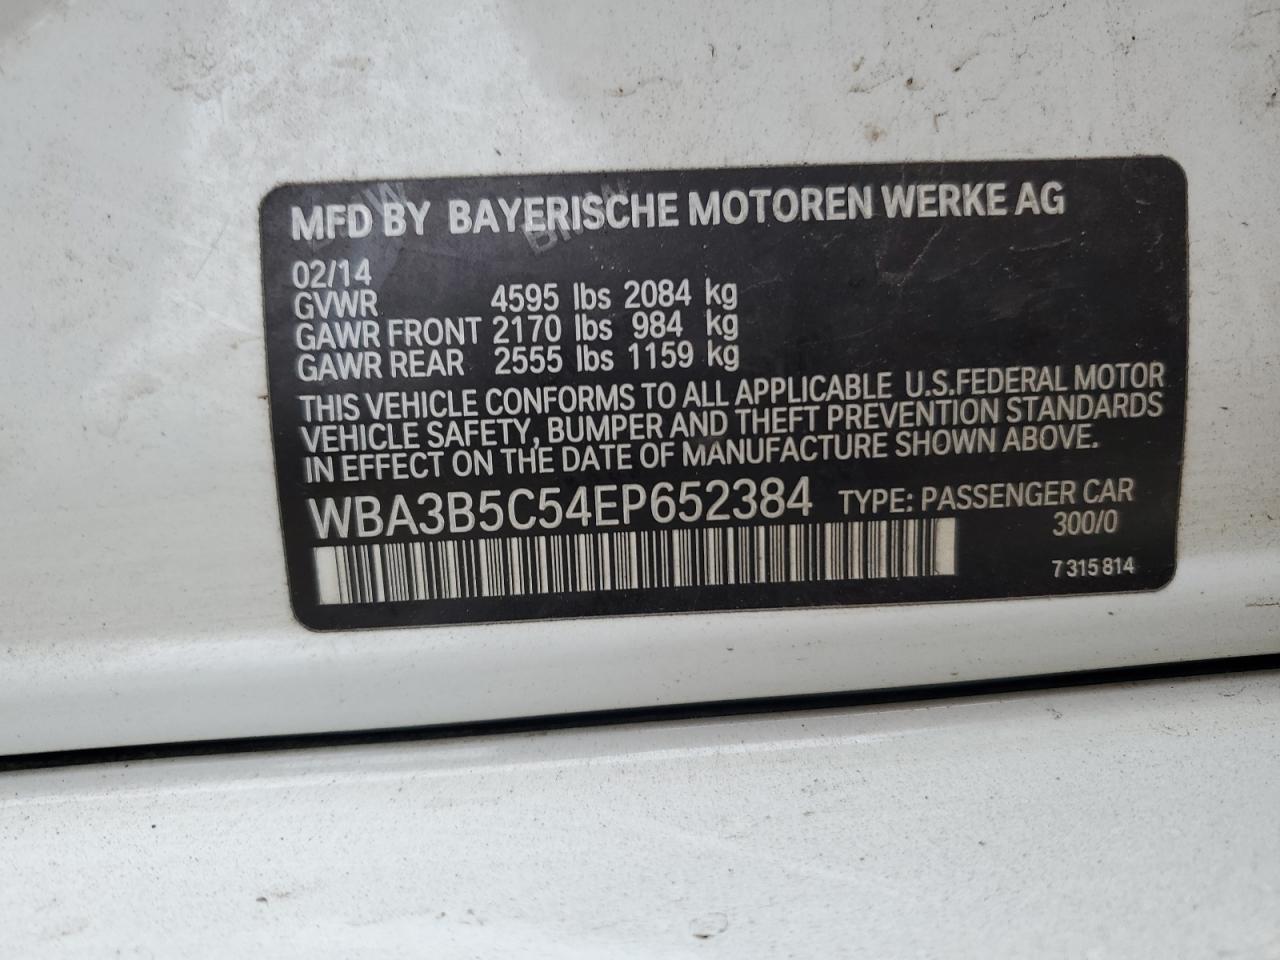 MFD BY BAYERISCHE MOTOREN WERKE AG
02/14
GVWR 4595 lbs 2084 kg
GAWR FRONT 2170 lbs 984 kg
GAWR REAR 2555 lbs 1159 kg
THIS VEHICLE CONFORMS TO ALL APPLICABLE U.S.FEDERAL MOTOR
VEHICLE SAFETY, BUMPER AND THEFT PREVENTION STANDARDS
IN EFFECT ON THE DATE OF MANUFACTURE SHOWN ABOVE.
WBA3B5C54EP652384 TYPE: PASSENGER CAR
300/0
7 315 814